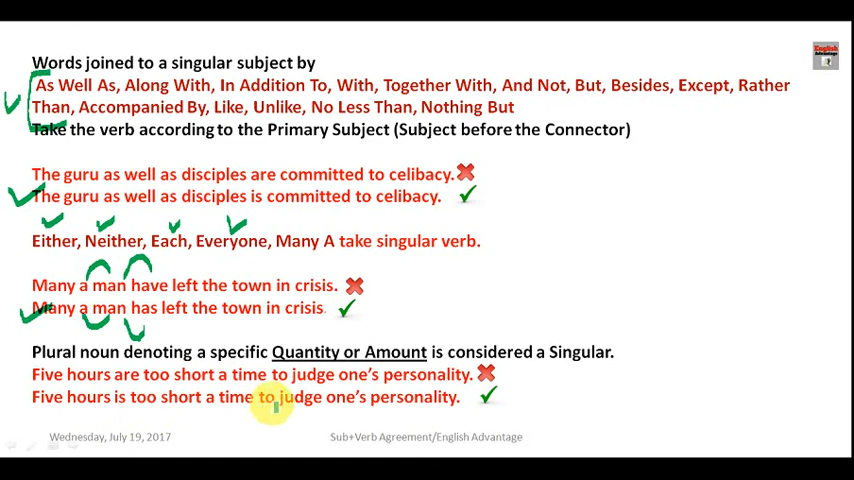 English
Advantage
Words joined to a singular subject by
As Well As, Along With, In Addition To, With, Together With, And Not, But, Besides, Except, Rather
Than, Accompanied By, Like, Unlike, No Less Than, Nothing But
Take the verb according to the Primary Subject (Subject before the Connector)
The guru as well as disciples are committed to celibacy.
The guru as well as disciples is committed to celibacy.
Either, Neither, Each, Everyone, Many A take singular verb.
Many a man have left the town in crisis.
Many a man has left the town in crisis.
Plural noun denoting a specific Quantity or Amount is considered a Singular.
Five hours are too short a time to judge one's personality.
Five hours is too short a time to judge one's personality.
Wednesday, July 19, 2017 Sub+Verb Agreement/English Advantage